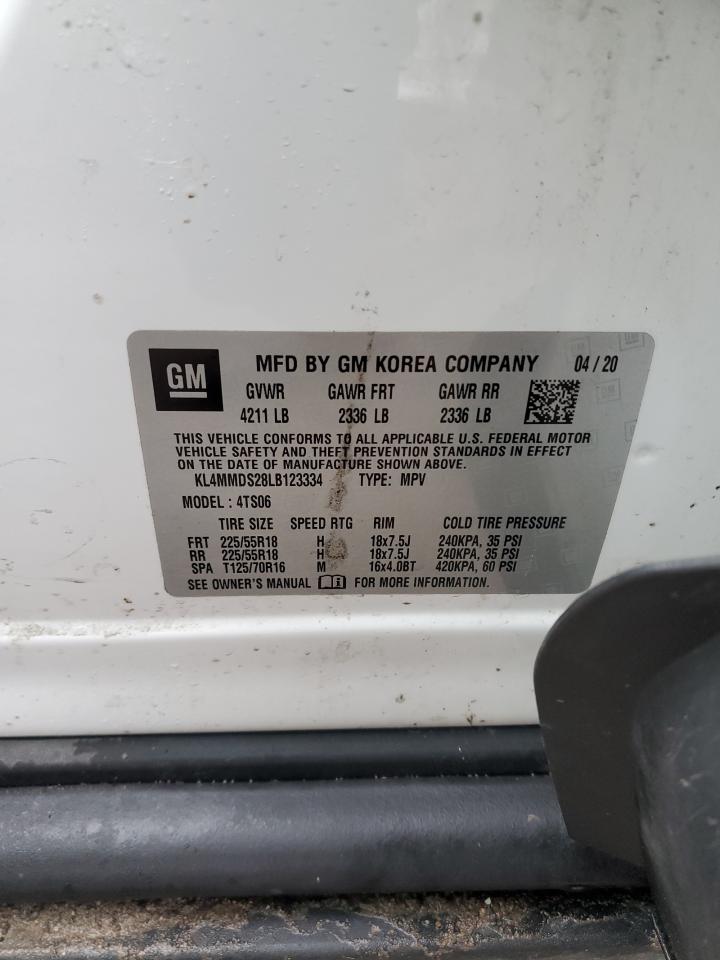 GM MFD BY GM KOREA COMPANY 04 / 20
GVWR GAWR FRT GAWR RR
4211 LB 2336 LB 2336 LB
THIS VEHICLE CONFORMS TO ALL APPLICABLE U.S. FEDERAL MOTOR
VEHICLE SAFETY AND THEFT PREVENTION STANDARDS IN EFFECT
ON THE DATE OF MANUFACTURE SHOWN ABOVE.
KL4MMDS28LB123334 TYPE: MPV
MODEL : 4TS06
TIRE SIZE SPEED RTG RIM COLD TIRE PRESSURE
FRT 225/55R18 H 18x7.5J 240KPA, 35 PSI
RR 225/55R18 H 18x7.5J 240KPA, 35 PSI
SPA T125/70R16 M 16x4.0BT 420KPA, 60 PSI
SEE OWNER'S MANUAL FOR MORE INFORMATION.